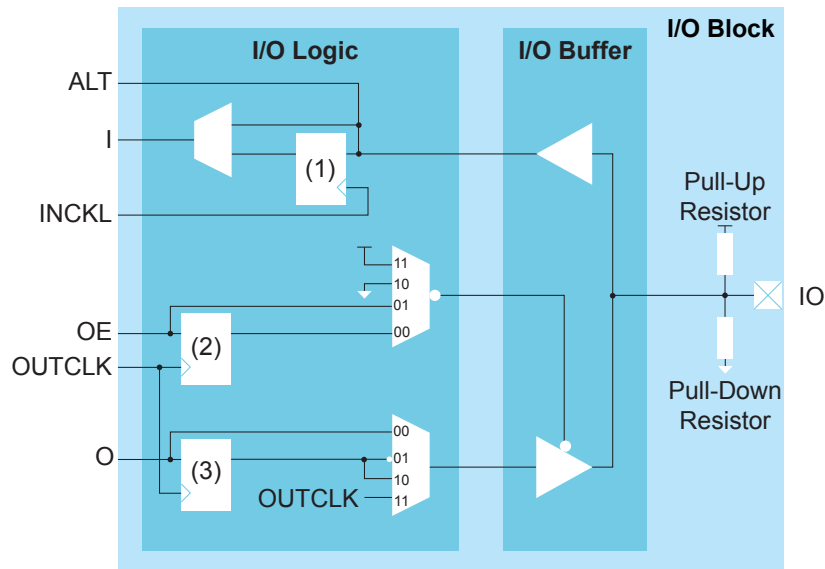 I/O Block
I/O Logic
I/O Buffer
ALT
I
(1)
INCKL
Pull-Up
Resistor
11
10
01
00
IO
OE
(2)
OUTCLK
Pull-Down
Resistor
00
O
01
(3)
10
OUTCLK
11